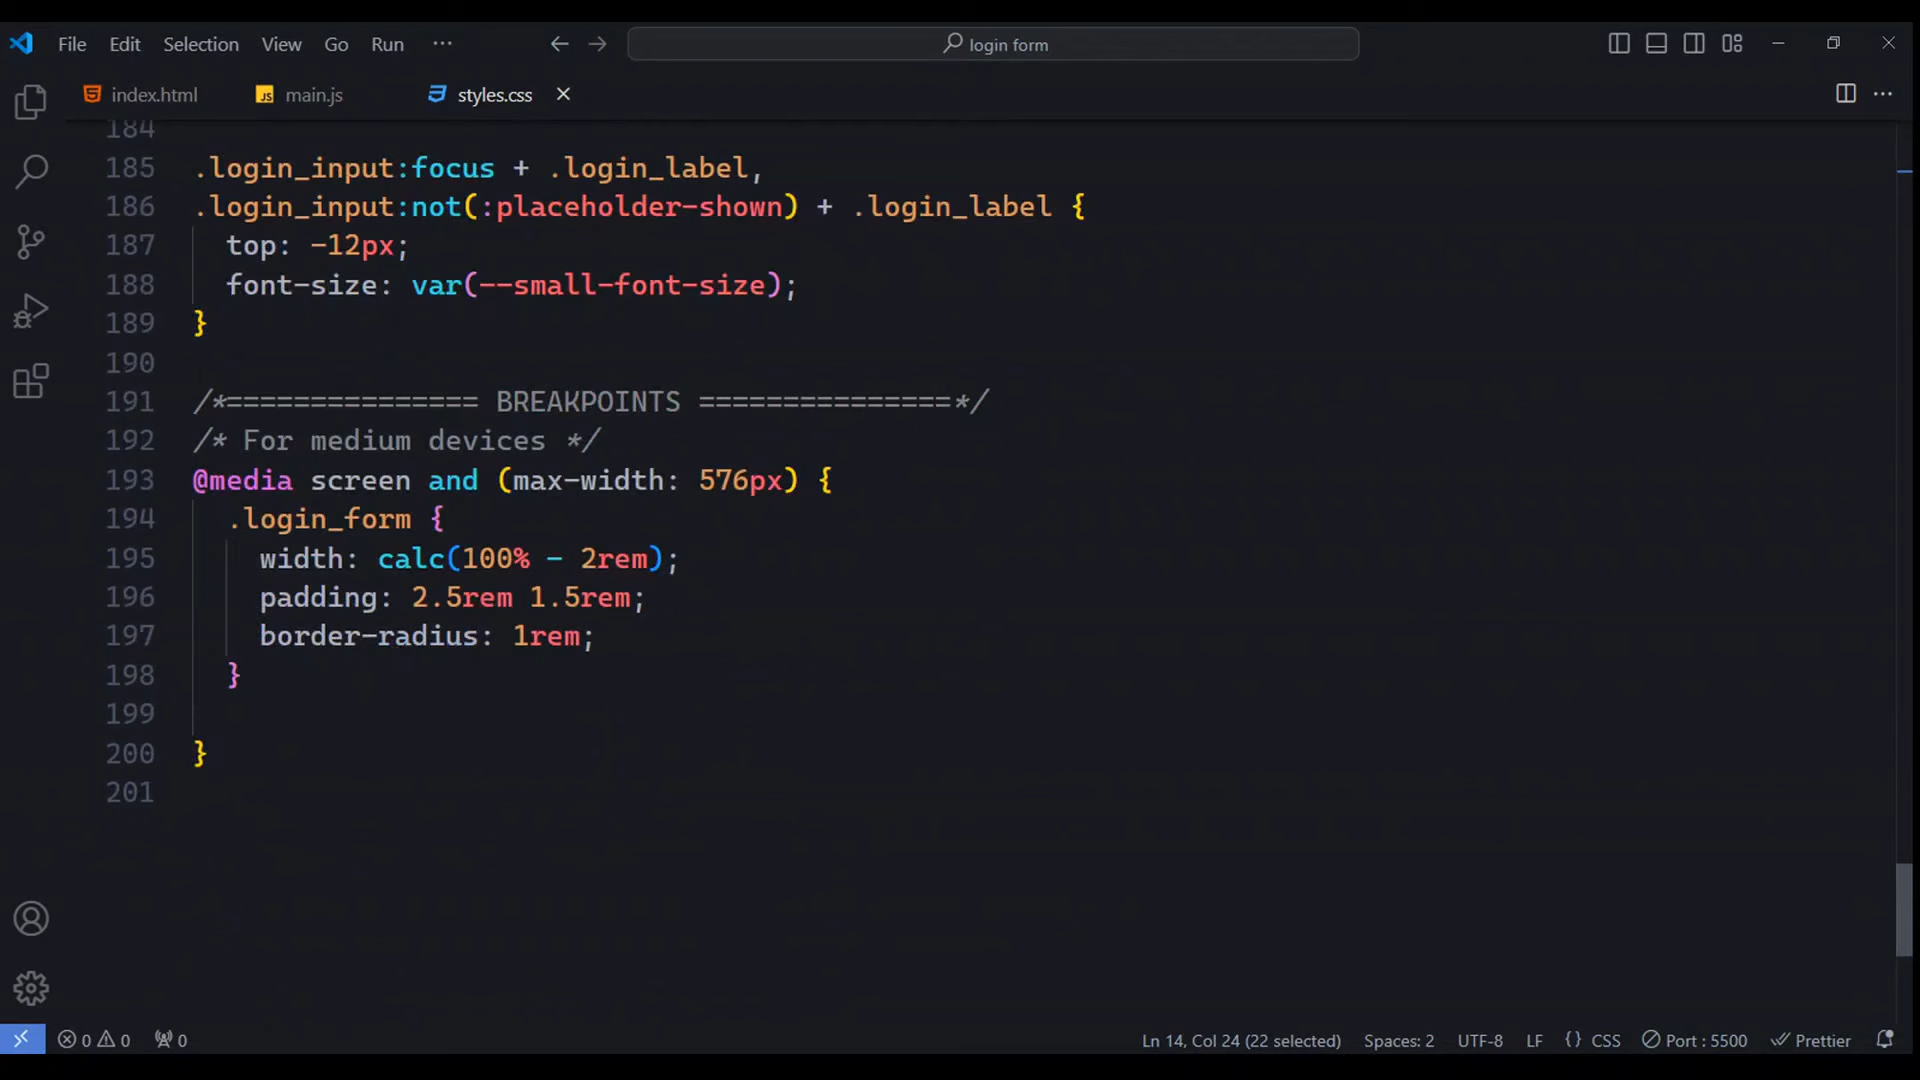 File Edit Selection View Go Run ··· ← → login form
index.html main.js styles.css ×
184
185 .login_input:focus + .login_label,
186 .login_input:not(:placeholder-shown) + .login_label {
187 top: -12px;
188 font-size: var(--small-font-size);
189 }
190
191 /*=============== BREAKPOINTS ===============*/
192 /* For medium devices */
193 @media screen and (max-width: 576px) {
194 .login_form {
195 width: calc(100% - 2rem);
196 padding: 2.5rem 1.5rem;
197 border-radius: 1rem;
198 }
199
200 }
201
0 0 0 Ln 14, Col 24 (22 selected) Spaces: 2 UTF-8 LF {} CSS Port : 5500 Prettier